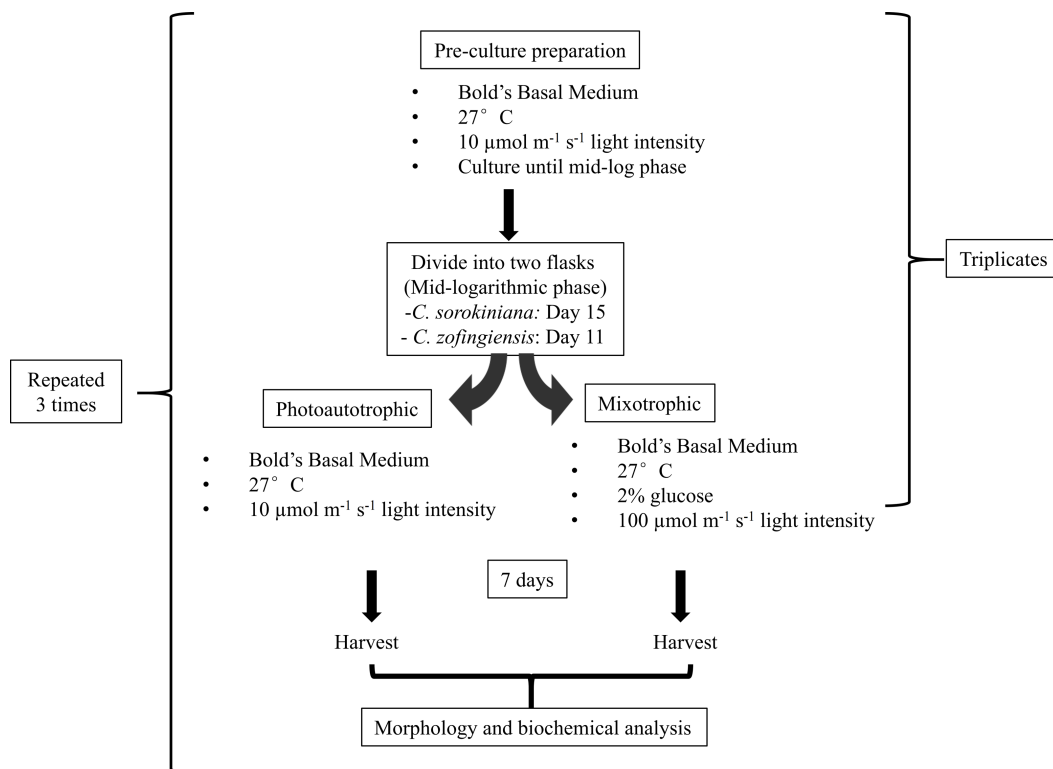 Pre-culture preparation
• Bold's Basal Medium
• 27° C
• 10 µmol m⁻¹ s⁻¹ light intensity
• Culture until mid-log phase
Divide into two flasks
(Mid-logarithmic phase)
-C. sorokiniana: Day 15
- C. zofingiensis: Day 11
Triplicates
Repeated
3 times
Photoautotrophic
• Bold's Basal Medium
• 27° C
• 10 µmol m⁻¹ s⁻¹ light intensity
Mixotrophic
• Bold's Basal Medium
• 27° C
• 2% glucose
• 100 µmol m⁻¹ s⁻¹ light intensity
7 days
Harvest
Harvest
Morphology and biochemical analysis